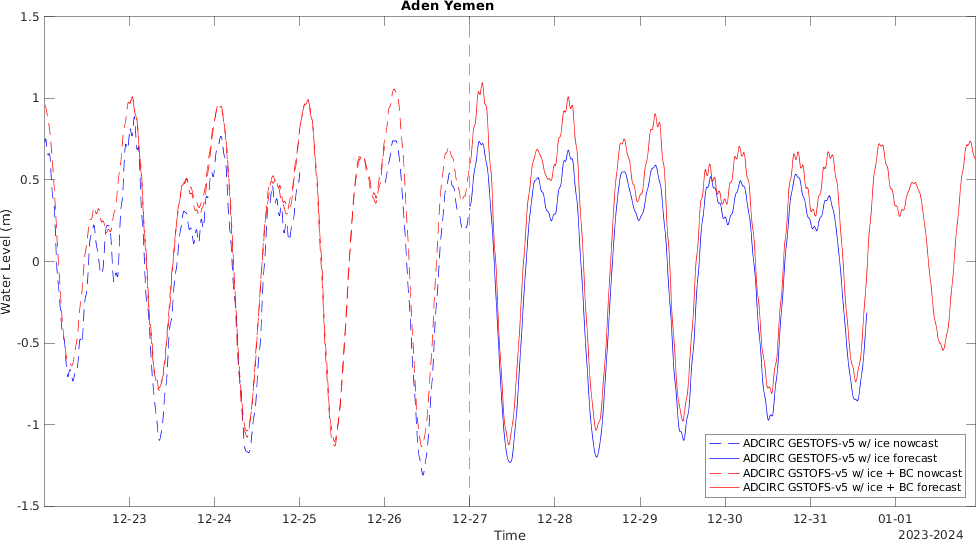 Aden Yemen
1.5
1
0.5
0
-0.5
-1
-1.5
Water Level (m)
12-23
12-24
12-25
12-26
12-27
12-28
12-29
12-30
12-31
01-01
Time
2023-2024
ADCIRC GESTOFS-v5 w/ ice nowcast
ADCIRC GESTOFS-v5 w/ ice forecast
ADCIRC GSTOFS-v5 w/ ice + BC nowcast
ADCIRC GSTOFS-v5 w/ ice + BC forecast